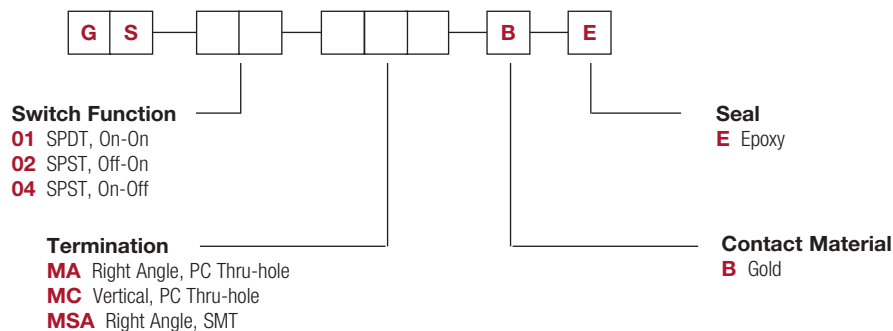 G S B E
Switch Function
01 SPDT, On-On
02 SPST, Off-On
04 SPST, On-Off
Termination
MA Right Angle, PC Thru-hole
MC Vertical, PC Thru-hole
MSA Right Angle, SMT
Seal
E Epoxy
Contact Material
B Gold